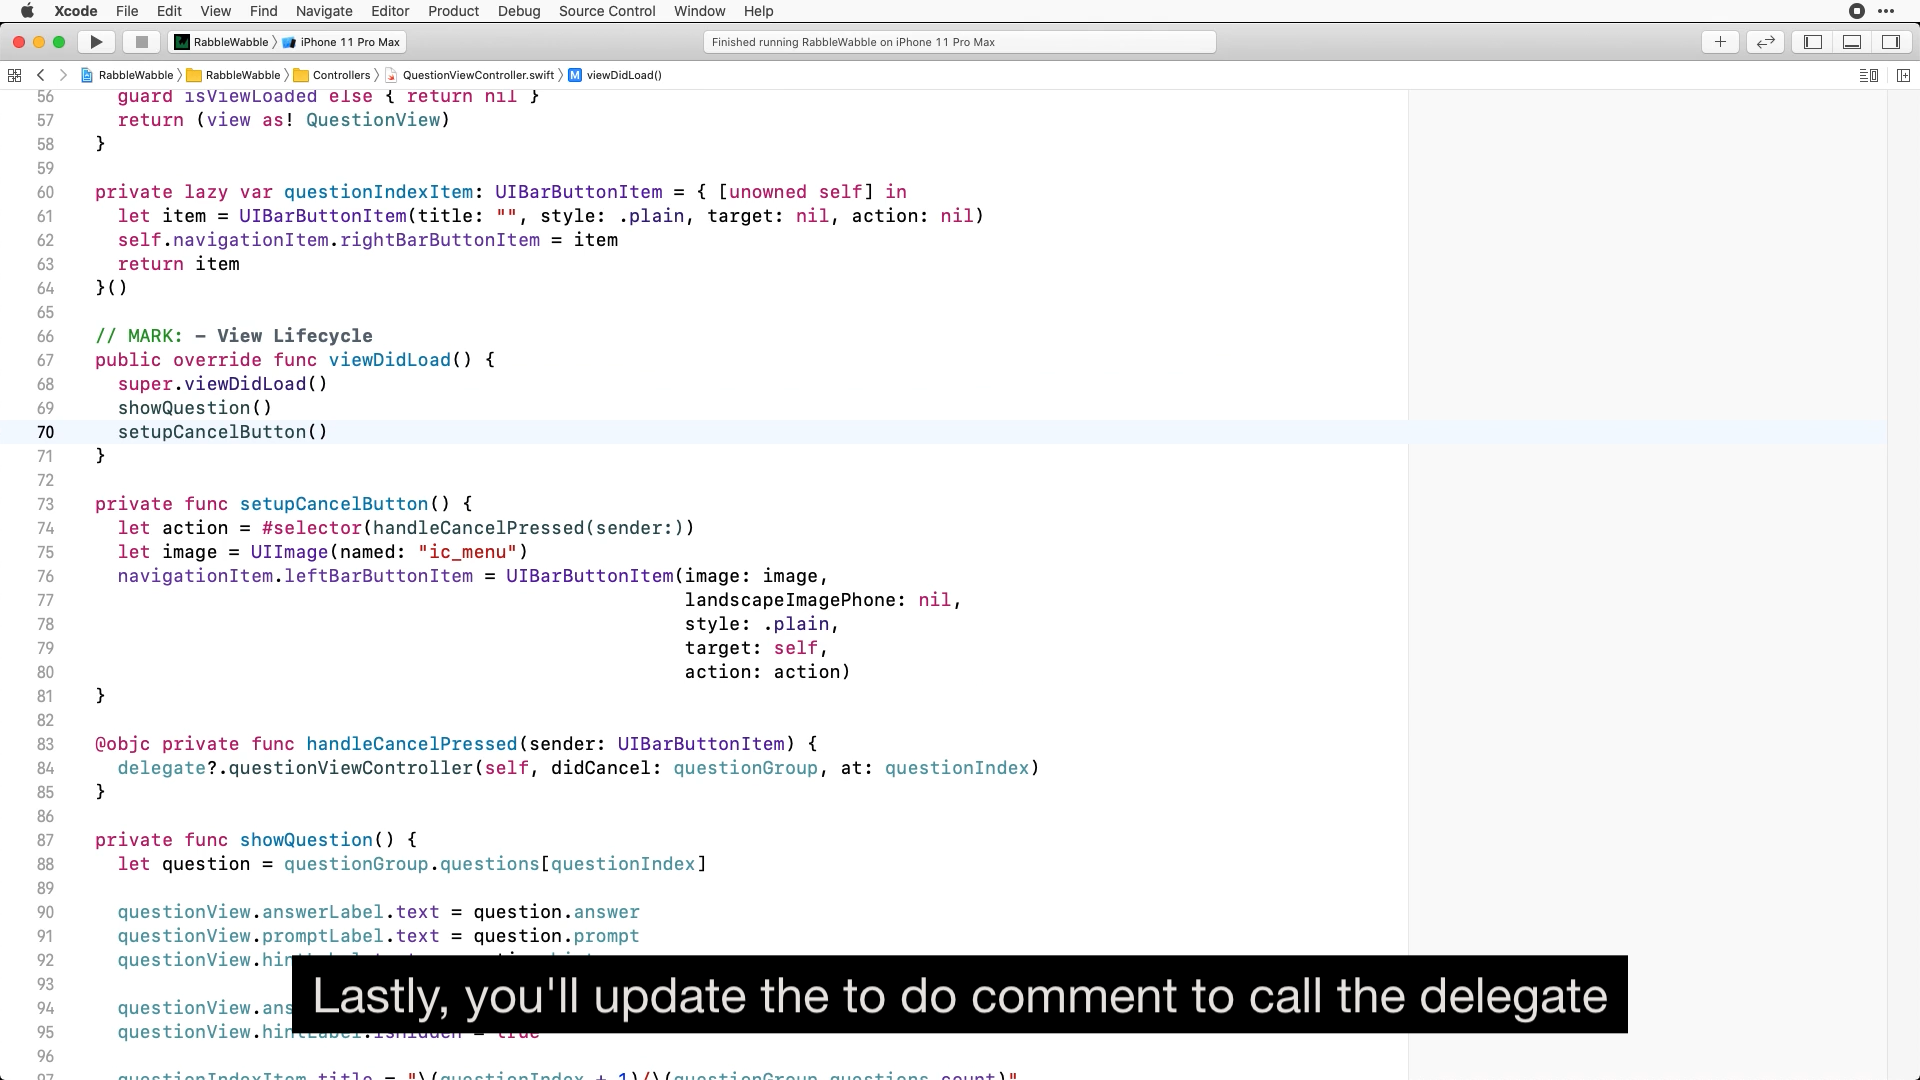 Xcode File Edit View Find Navigate Editor Product Debug Source Control Window Help
RabbleWabble 〉 iPhone 11 Pro Max
Finished running RabbleWabble on iPhone 11 Pro Max
RabbleWabble 〉 RabbleWabble 〉 Controllers 〉 QuestionViewController.swift 〉 M viewDidLoad()
56 guard isViewLoaded else { return nil }
57 return (view as! QuestionView)
58 }
59
60 private lazy var questionIndexItem: UIBarButtonItem = { [unowned self] in
61 let item = UIBarButtonItem(title: "", style: .plain, target: nil, action: nil)
62 self.navigationItem.rightBarButtonItem = item
63 return item
64 }()
65
66 // MARK: - View Lifecycle
67 public override func viewDidLoad() {
68 super.viewDidLoad()
69 showQuestion()
70 setupCancelButton()
71 }
72
73 private func setupCancelButton() {
74 let action = #selector(handleCancelPressed(sender:))
75 let image = UIImage(named: "ic_menu")
76 navigationItem.leftBarButtonItem = UIBarButtonItem(image: image,
77 landscapeImagePhone: nil,
78 style: .plain,
79 target: self,
80 action: action)
81 }
82
83 @objc private func handleCancelPressed(sender: UIBarButtonItem) {
84 delegate?.questionViewController(self, didCancel: questionGroup, at: questionIndex)
85 }
86
87 private func showQuestion() {
88 let question = questionGroup.questions[questionIndex]
89
90 questionView.answerLabel.text = question.answer
91 questionView.promptLabel.text = question.prompt
92 questionView.hin
93
94 questionView.ans
95 questionView.hintLabel.isHidden = true
96
97 questionIndexItem.title = "\(questionIndex + 1)/\(questionGroup.questions.count)"
Lastly, you'll update the to do comment to call the delegate